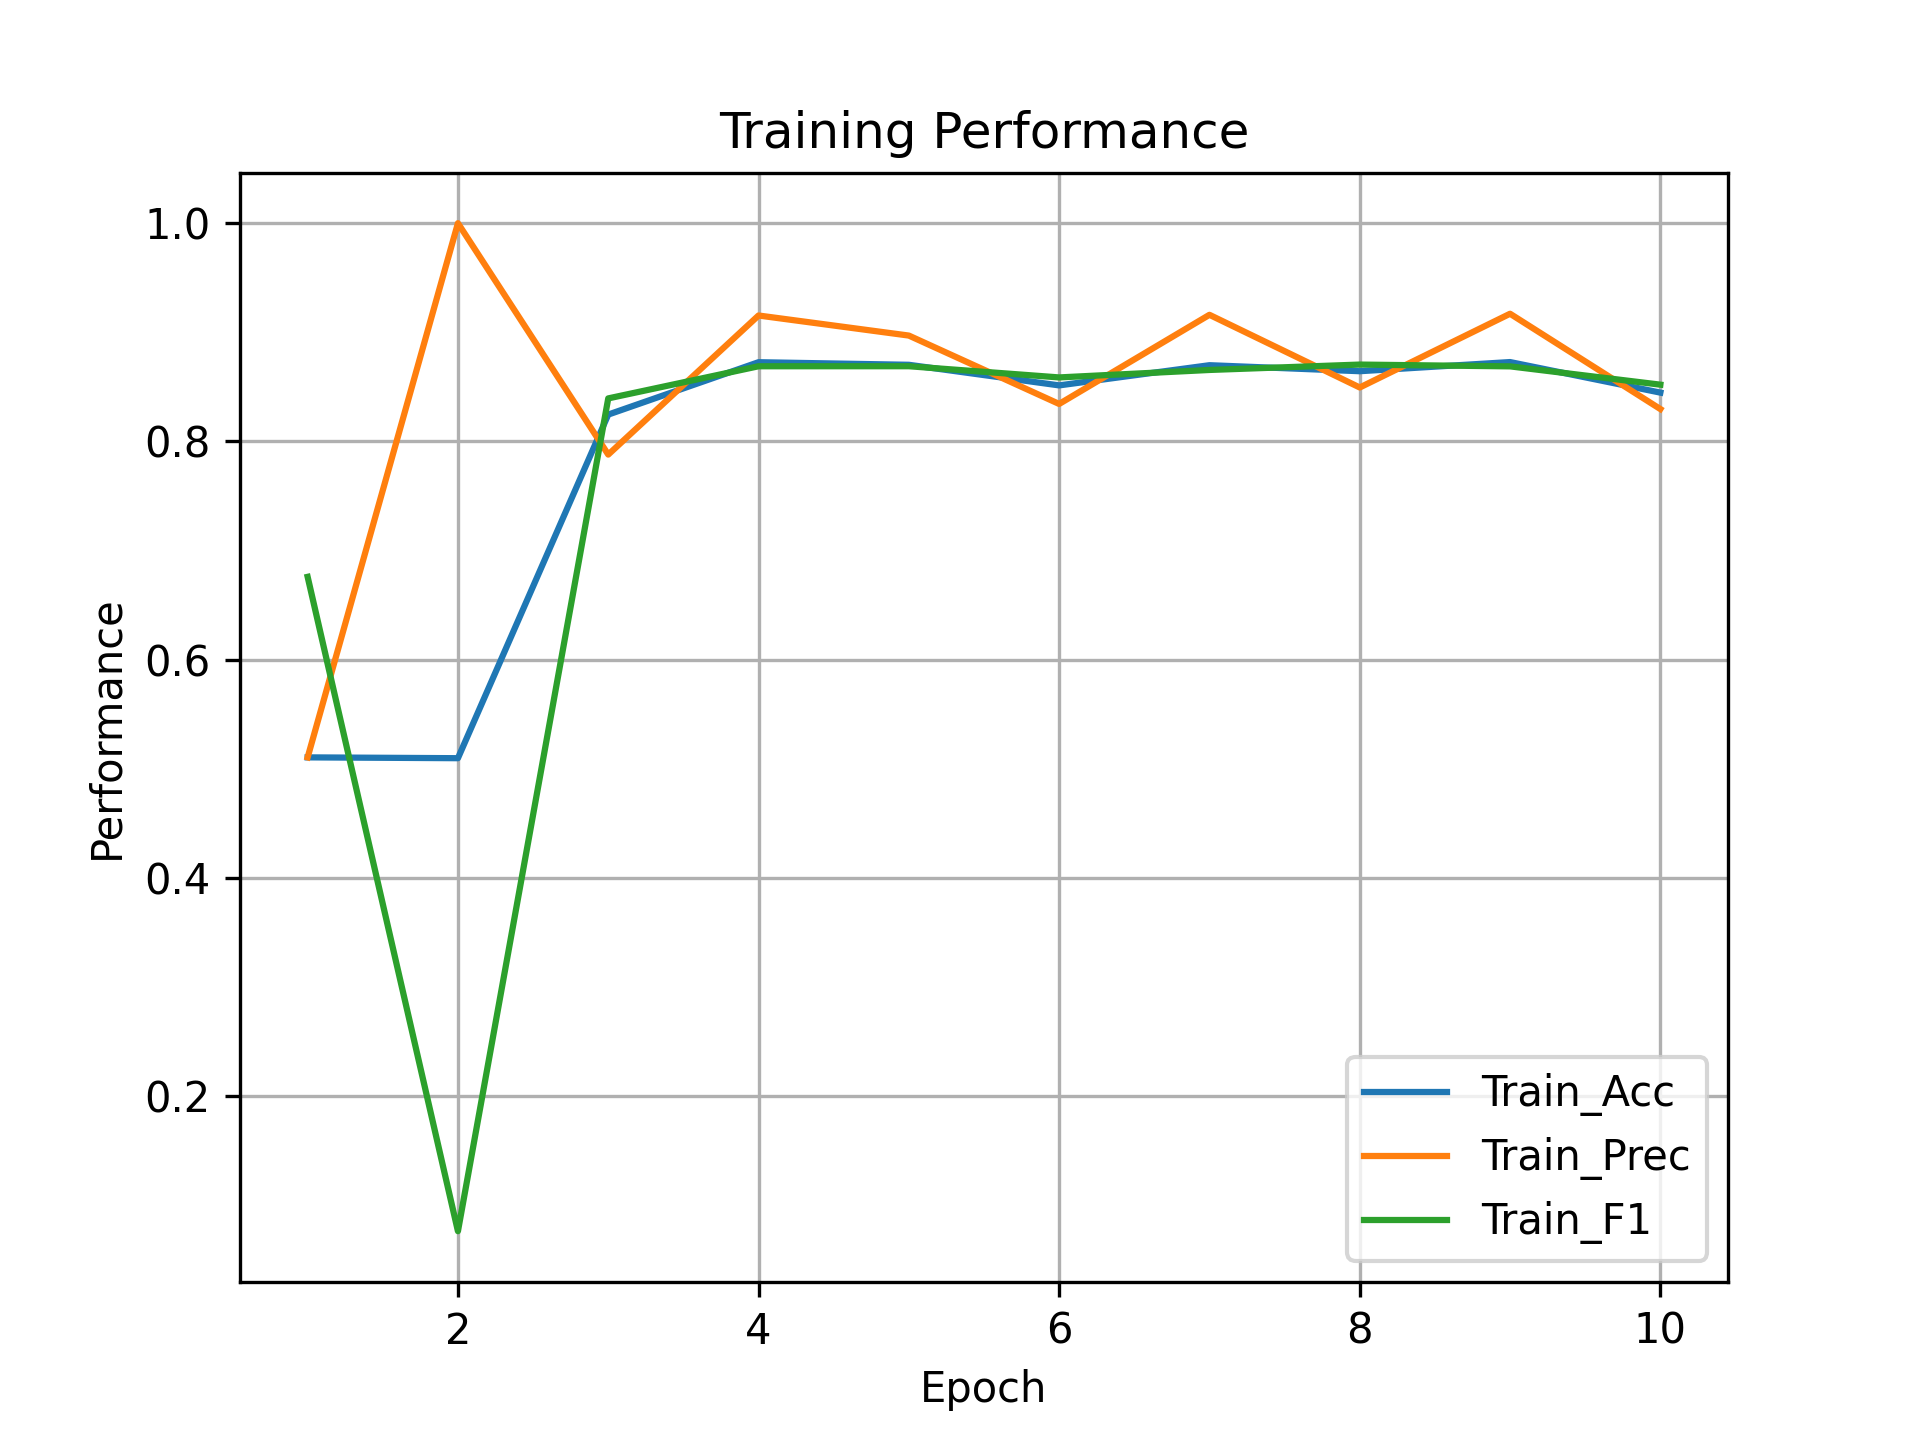 Training Performance
1.0
0.8
0.6
0.4
0.2
Performance
2 4 6 8 10
Epoch
Train_Acc
Train_Prec
Train_F1